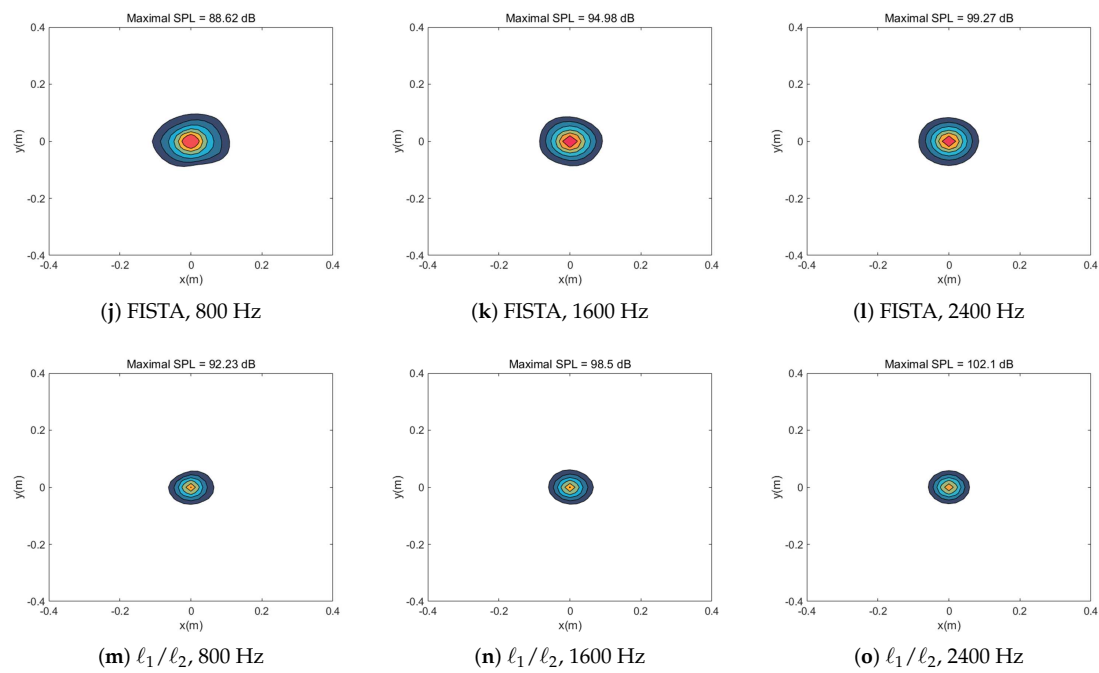 Maximal SPL = 88.62 dB
0.4
0.2
0
-0.2
-0.4
y(m)
-0.4 -0.2 0 0.2 0.4
x(m)
(j) FISTA, 800 Hz
Maximal SPL = 94.98 dB
0.4
0.2
0
-0.2
-0.4
y(m)
-0.4 -0.2 0 0.2 0.4
x(m)
(k) FISTA, 1600 Hz
Maximal SPL = 99.27 dB
0.4
0.2
0
-0.2
-0.4
y(m)
-0.4 -0.2 0 0.2 0.4
x(m)
(l) FISTA, 2400 Hz
Maximal SPL = 92.23 dB
0.4
0.2
0
-0.2
-0.4
y(m)
-0.4 -0.2 0 0.2 0.4
x(m)
(m) ℓ₁/ℓ₂, 800 Hz
Maximal SPL = 98.5 dB
0.4
0.2
0
-0.2
-0.4
y(m)
-0.4 -0.2 0 0.2 0.4
x(m)
(n) ℓ₁/ℓ₂, 1600 Hz
Maximal SPL = 102.1 dB
0.4
0.2
0
-0.2
-0.4
y(m)
-0.4 -0.2 0 0.2 0.4
x(m)
(o) ℓ₁/ℓ₂, 2400 Hz